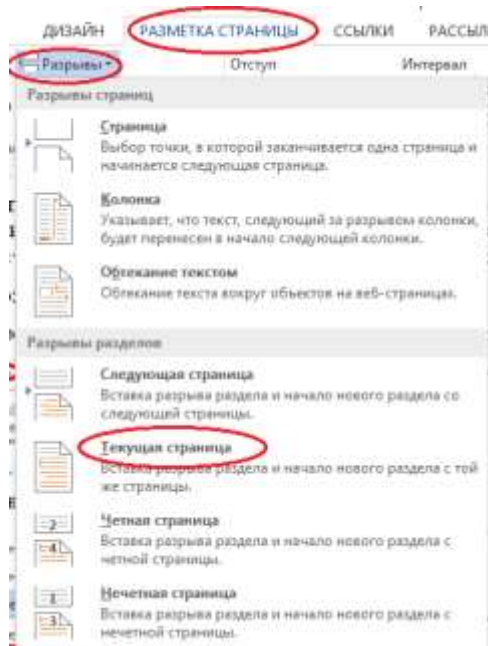 ДИЗАЙН РАЗМЕТКА СТРАНИЦЫ ССЫЛКИ РАССЫЛ
Разрывы Отступ Интервал
Разрывы страниц
Страница
Выбор точки, в которой заканчивается одна страница и
начинается следующая страница.
Колонка
Указывает, что текст, следующий за разрывом колонки,
будет перенесен в начало следующей колонки.
Обтекание текстом
Обтекание текста вокруг объектов на веб-страницах.
Разрывы разделов
Следующая страница
Вставка разрыва раздела и начало нового раздела со
следующей страницы.
Текущая страница
Вставка разрыва раздела и начало нового раздела с той
же страницы.
2
Четная страница
Вставка разрыва раздела и начало нового раздела с
4
четной страницы.
1
Нечетная страница
Вставка разрыва раздела и начало нового раздела с
3
нечетной страницы.